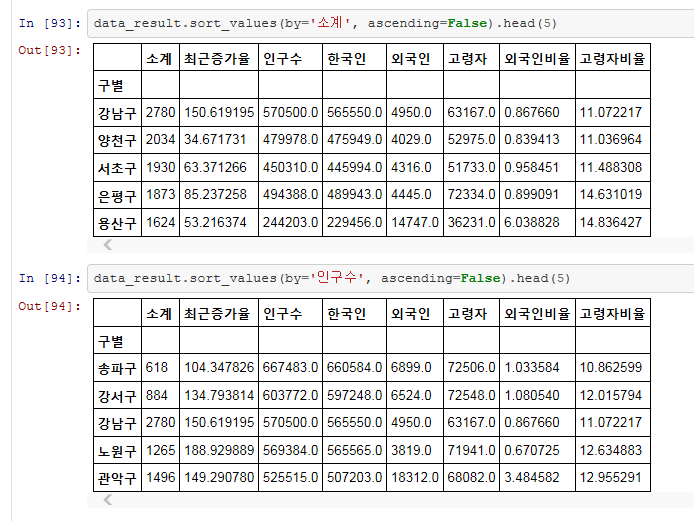 In [93]: data_result.sort_values(by='소계', ascending=False).head(5)
Out[93]:
소계 최근증가율 인구수 한국인 외국인 고령자 외국인비율 고령자비율
구별
강남구 2780 150.619195 570500.0 565550.0 4950.0 63167.0 0.867660 11.072217
양천구 2034 34.671731 479978.0 475949.0 4029.0 52975.0 0.839413 11.036964
서초구 1930 63.371266 450310.0 445994.0 4316.0 51733.0 0.958451 11.488308
은평구 1873 85.237258 494388.0 489943.0 4445.0 72334.0 0.899091 14.631019
용산구 1624 53.216374 244203.0 229456.0 14747.0 36231.0 6.038828 14.836427
In [94]: data_result.sort_values(by='인구수', ascending=False).head(5)
Out[94]:
소계 최근증가율 인구수 한국인 외국인 고령자 외국인비율 고령자비율
구별
송파구 618 104.347826 667483.0 660584.0 6899.0 72506.0 1.033584 10.862599
강서구 884 134.793814 603772.0 597248.0 6524.0 72548.0 1.080540 12.015794
강남구 2780 150.619195 570500.0 565550.0 4950.0 63167.0 0.867660 11.072217
노원구 1265 188.929889 569384.0 565565.0 3819.0 71941.0 0.670725 12.634883
관악구 1496 149.290780 525515.0 507203.0 18312.0 68082.0 3.484582 12.955291